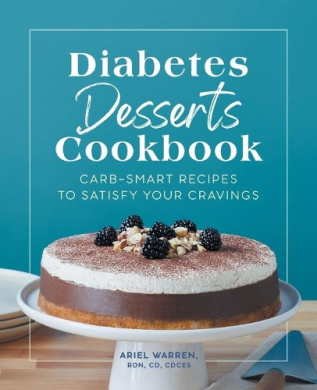 Diabetes
Desserts
Cookbook
CARB-SMART RECIPES
TO SATISFY YOUR CRAVINGS
ARIEL WARREN,
RDN, CD, CDCES